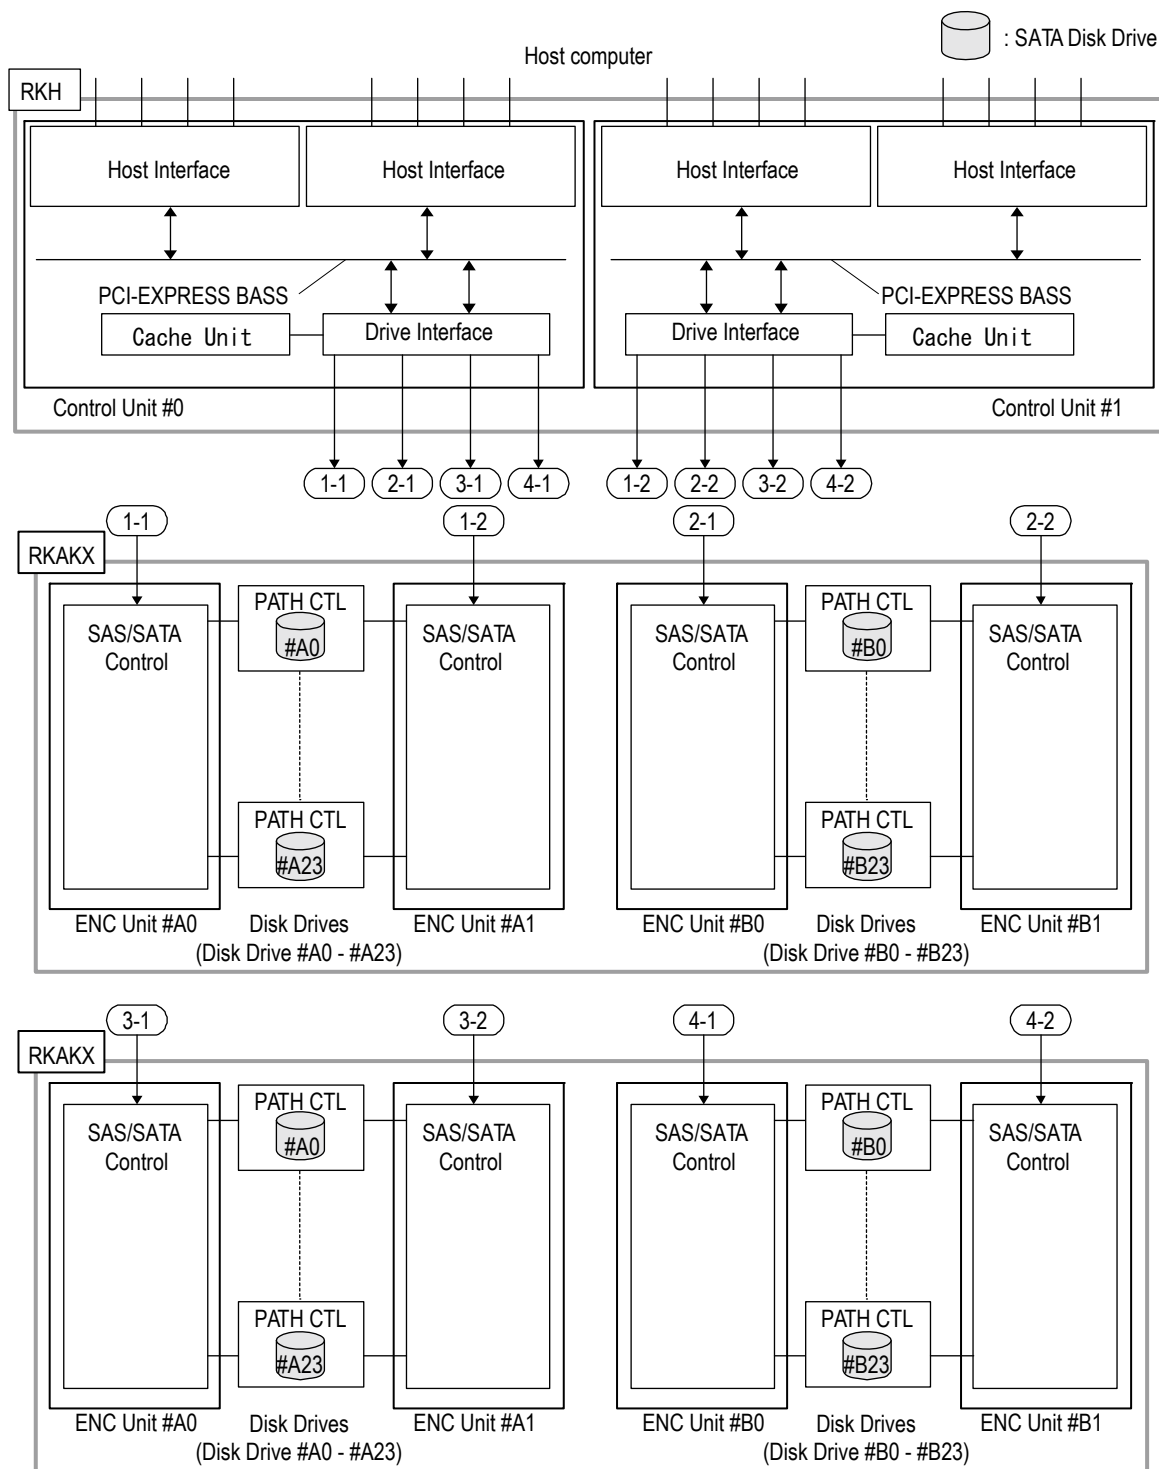 : SATA Disk Drive
Host computer
RKH
Host Interface
Host Interface
Host Interface
Host Interface
PCI-EXPRESS BASS
PCI-EXPRESS BASS
Cache Unit
Drive Interface
Drive Interface
Cache Unit
Control Unit #0
Control Unit #1
1-1
2-1
3-1
4-1
1-2
2-2
3-2
4-2
1-1
1-2
2-1
2-2
RKAKX
SAS/SATA
Control
PATH CTL
#A0
SAS/SATA
Control
SAS/SATA
Control
PATH CTL
#B0
SAS/SATA
Control
PATH CTL
#A23
PATH CTL
#B23
ENC Unit #A0
Disk Drives
(Disk Drive #A0 - #A23)
ENC Unit #A1
ENC Unit #B0
Disk Drives
(Disk Drive #B0 - #B23)
ENC Unit #B1
3-1
3-2
4-1
4-2
RKAKX
SAS/SATA
Control
PATH CTL
#A0
SAS/SATA
Control
SAS/SATA
Control
PATH CTL
#B0
SAS/SATA
Control
PATH CTL
#A23
PATH CTL
#B23
ENC Unit #A0
Disk Drives
(Disk Drive #A0 - #A23)
ENC Unit #A1
ENC Unit #B0
Disk Drives
(Disk Drive #B0 - #B23)
ENC Unit #B1